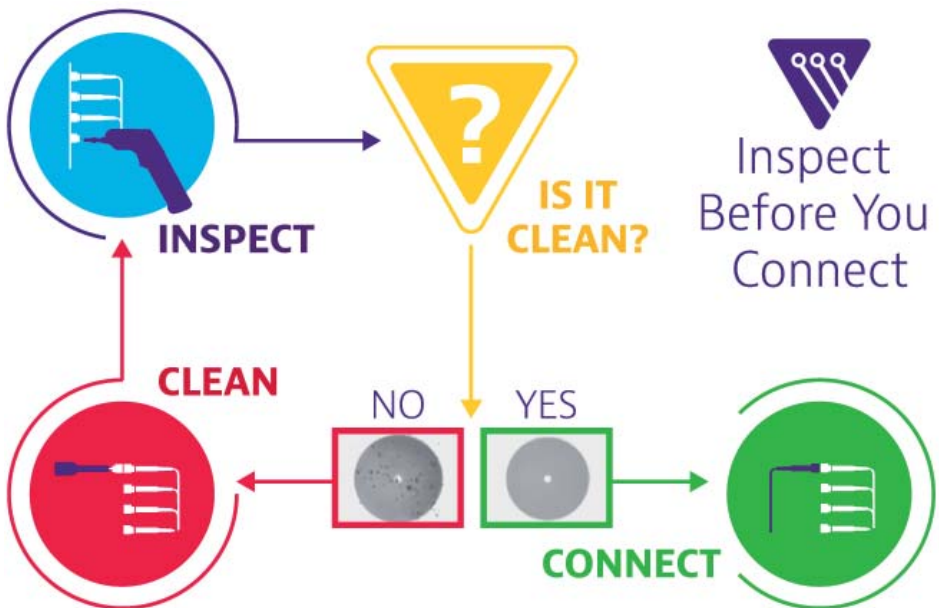 ?
INSPECT
IS IT
CLEAN?
Inspect
Before You
Connect
CLEAN
NO
YES
CONNECT